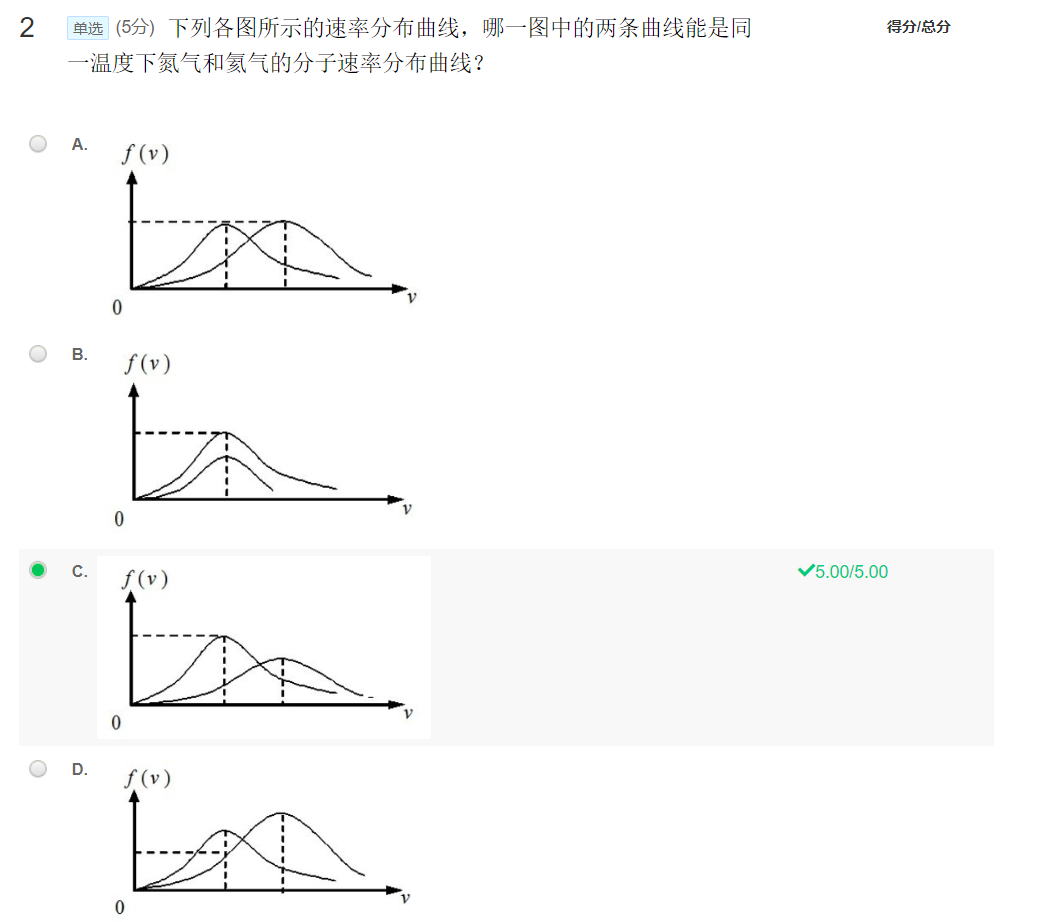 2 单选 (5分) 下列各图所示的速率分布曲线，哪一图中的两条曲线能是同 得分/总分
一温度下氮气和氦气的分子速率分布曲线？
A.
f(v)
v
0
B.
f(v)
v
0
C. 5.00/5.00
f(v)
v
0
D.
f(v)
v
0